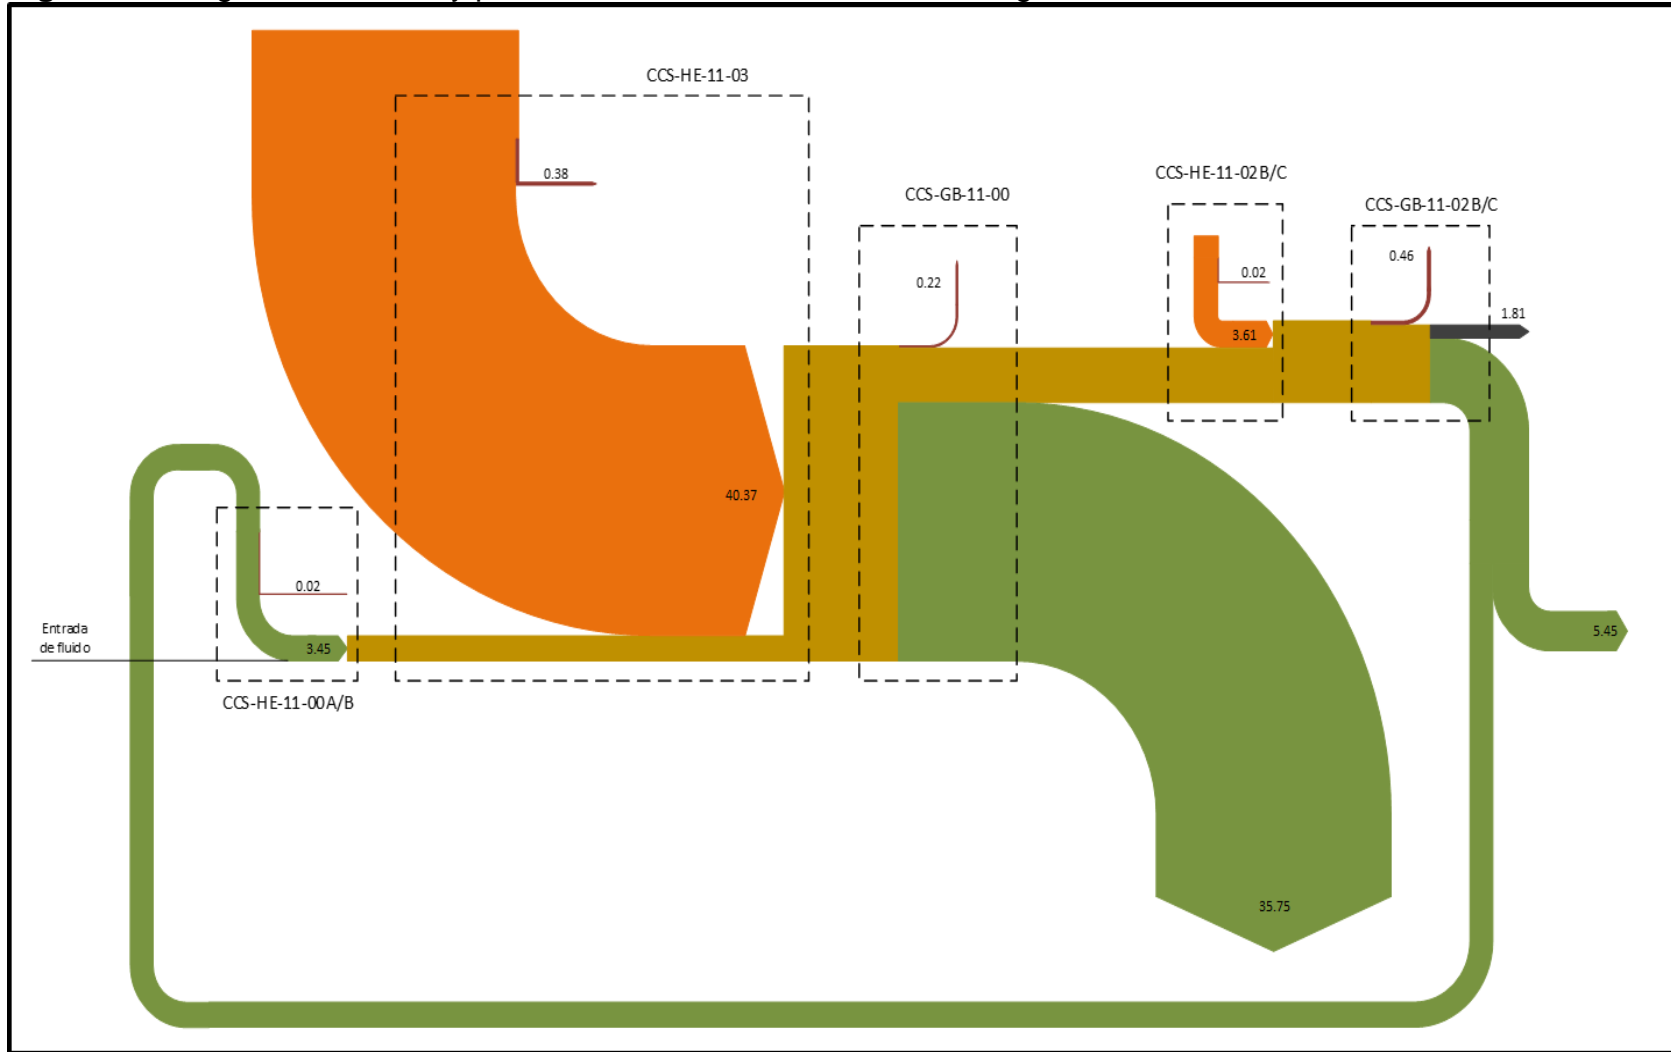 CCS-HE-11-03
0.38
CCS-GB-11-00
0.22
CCS-HE-11-02B/C
0.02
3.61
CCS-GB-11-02B/C
0.46
1.81
40.37
0.02
Entrada
de fluido
3.45
CCS-HE-11-00A/B
5.45
35.75